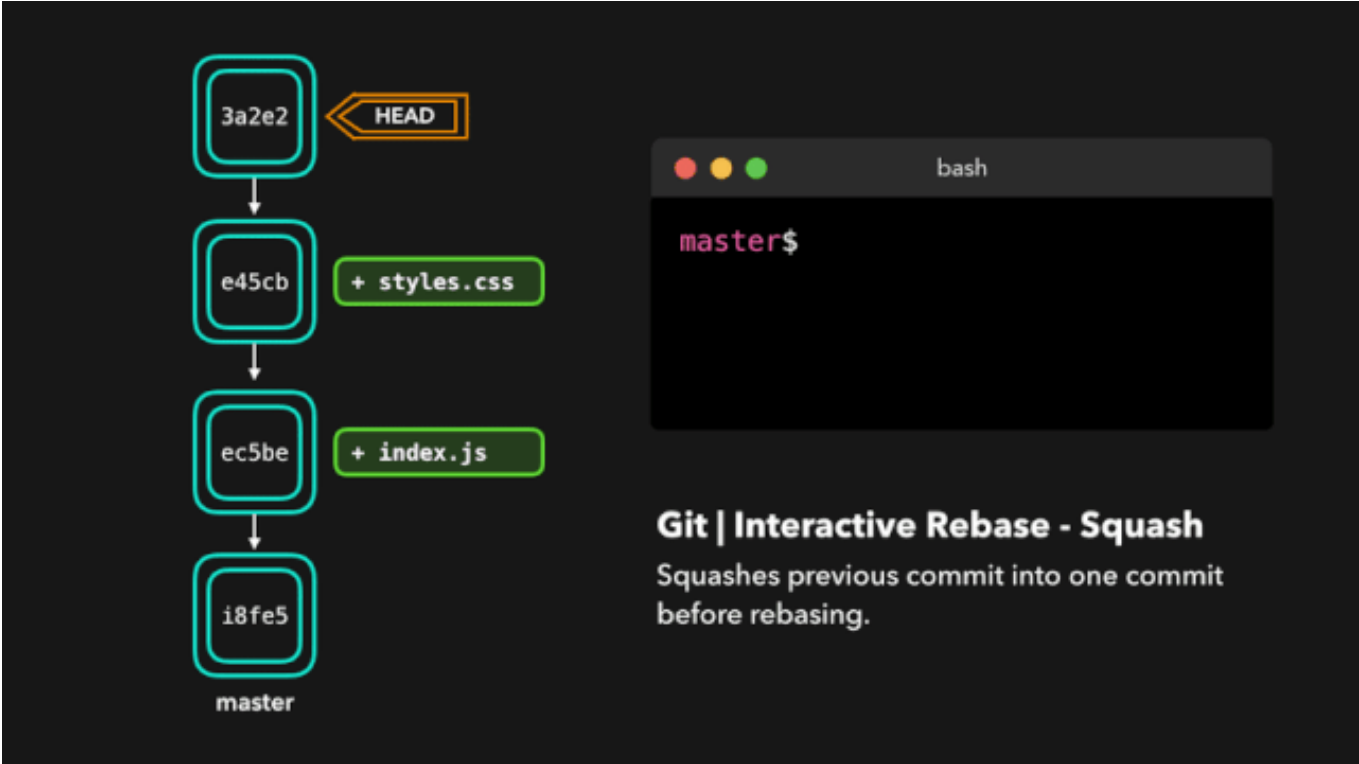 3a2e2
HEAD
e45cb
+ styles.css
ec5be
+ index.js
i8fe5
master
bash
master$
Git | Interactive Rebase - Squash
Squashes previous commit into one commit
before rebasing.